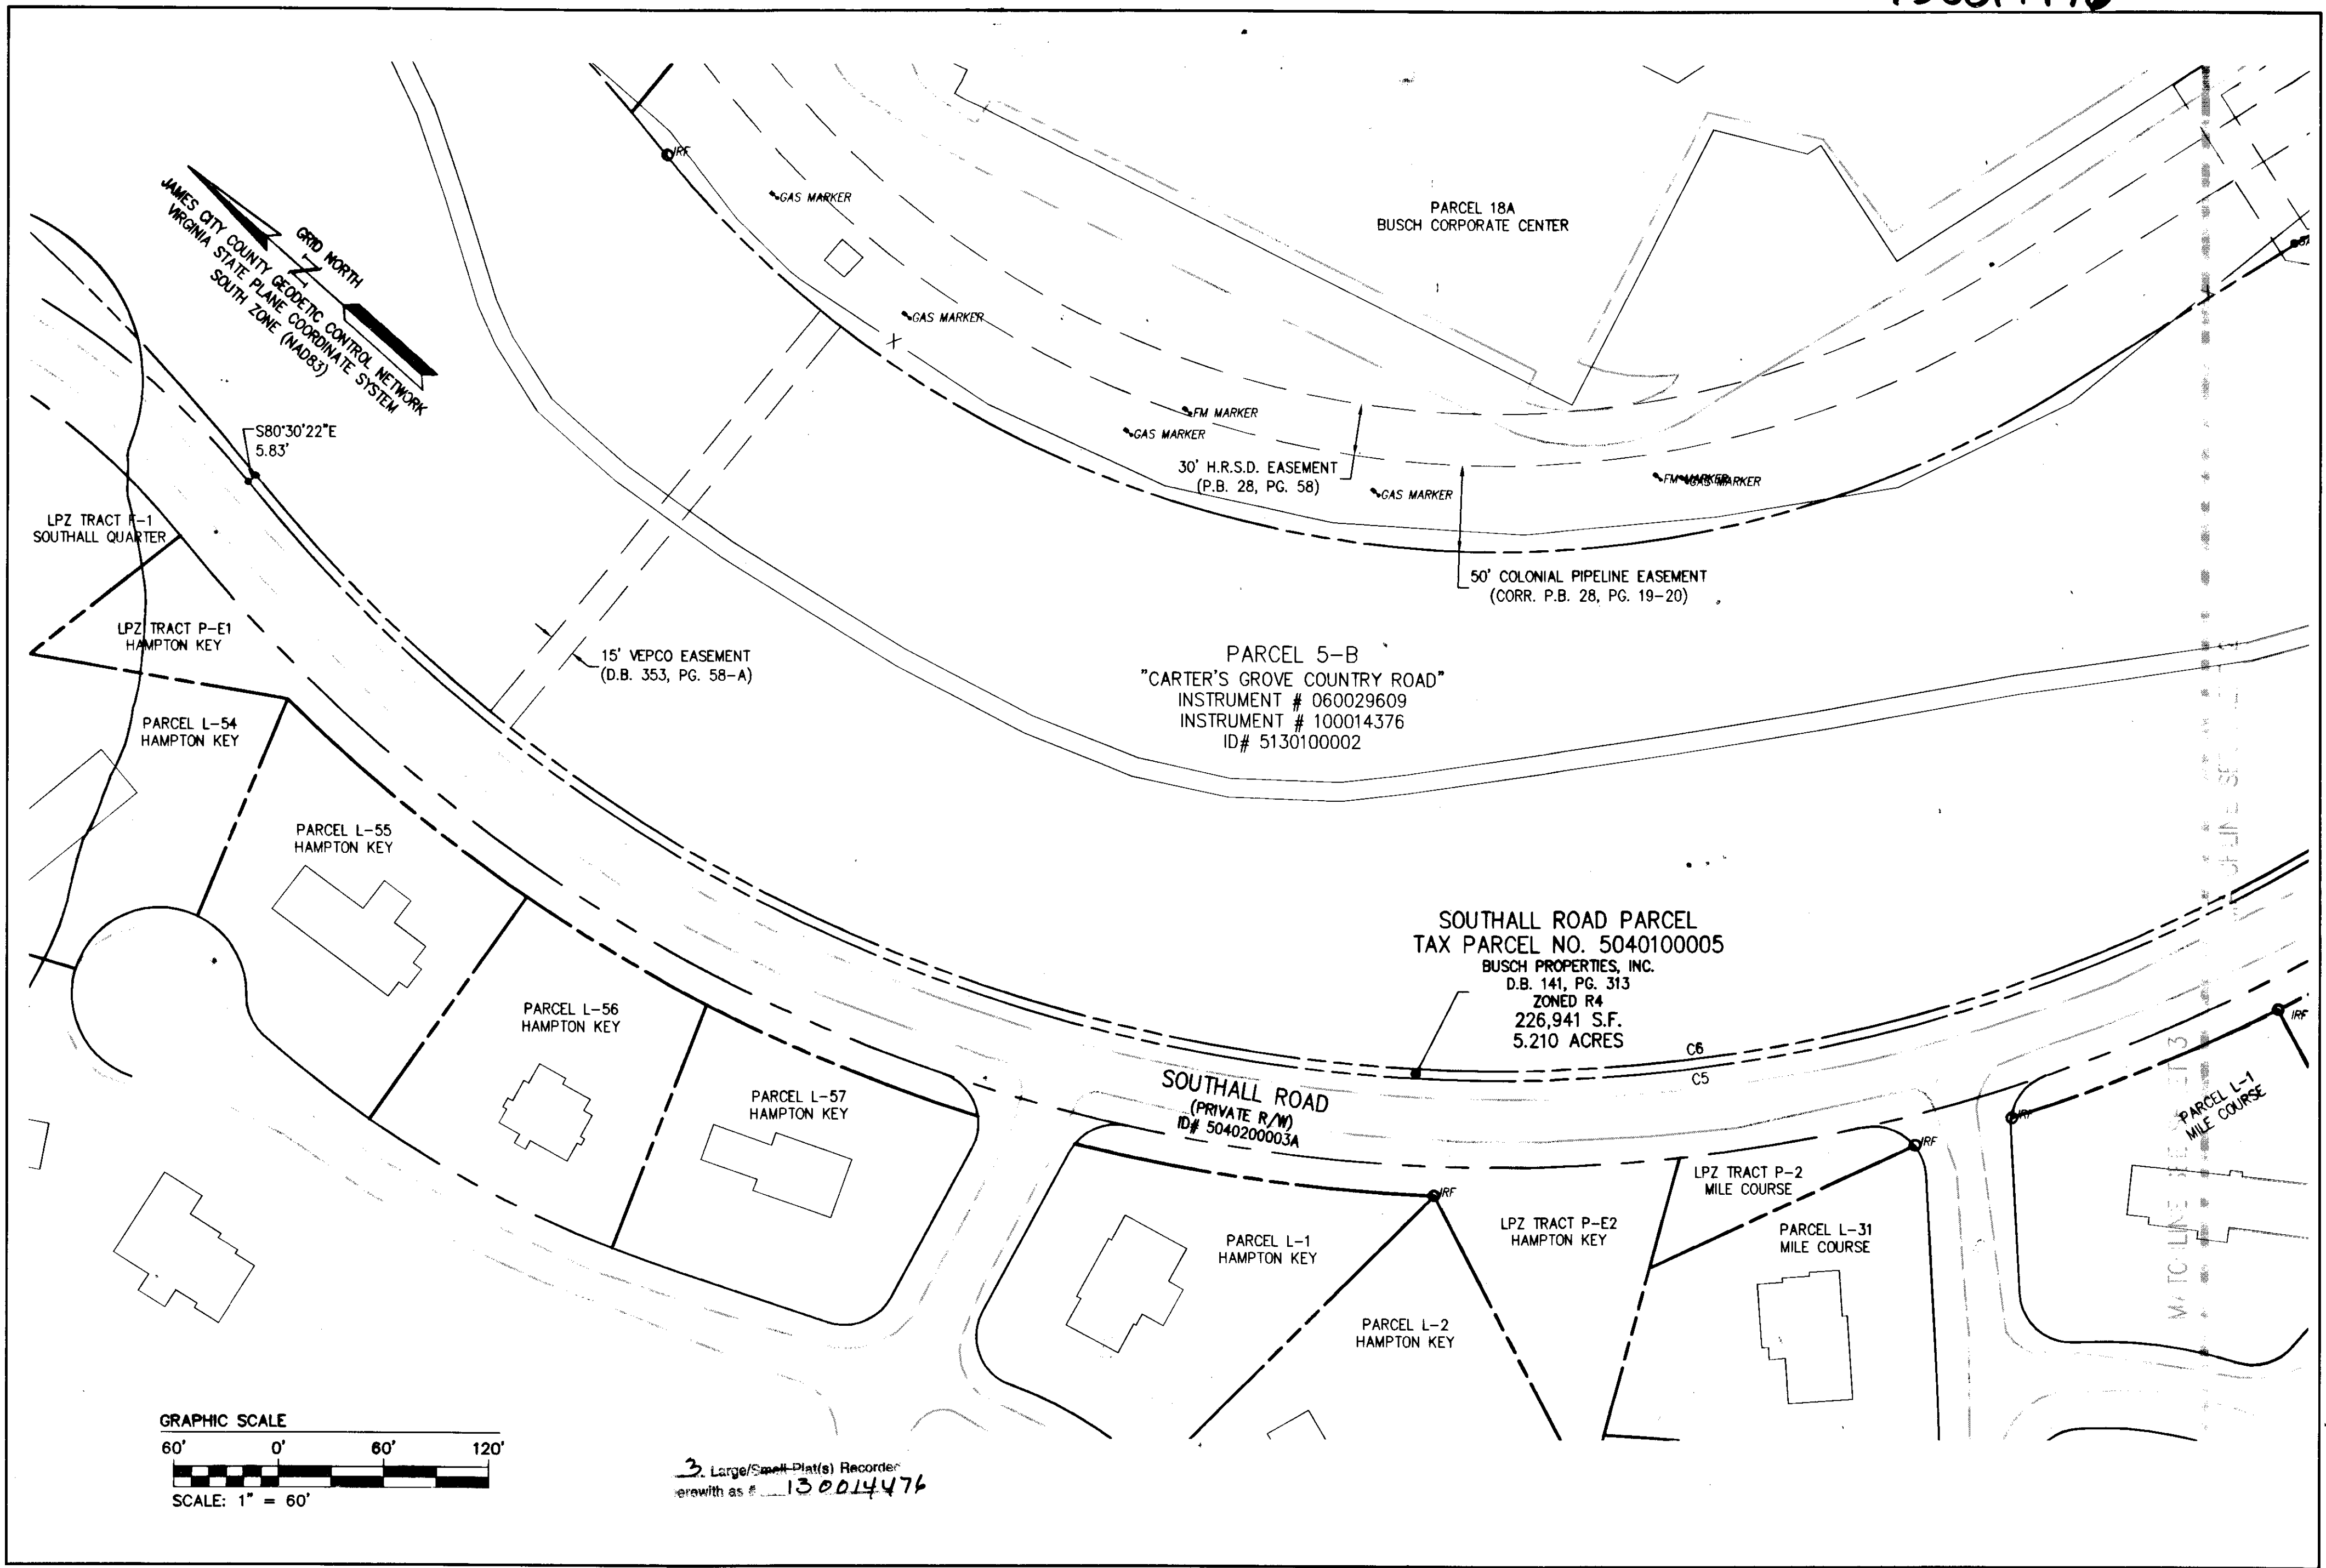 IRF
GAS MARKER
PARCEL 18A
BUSCH CORPORATE CENTER
GRID NORTH
N
JAMES CITY COUNTY GEODETIC CONTROL NETWORK
VIRGINIA STATE PLANE COORDINATE SYSTEM
SOUTH ZONE (NAD83)
GAS MARKER
S80°30'22"E
5.83'
FM MARKER
GAS MARKER
30' H.R.S.D. EASEMENT
(P.B. 28, PG. 58)
GAS MARKER
FM MARKER
GAS MARKER
LPZ TRACT F-1
SOUTHALL QUARTER
50' COLONIAL PIPELINE EASEMENT
(CORR. P.B. 28, PG. 19-20)
LPZ TRACT P-E1
HAMPTON KEY
15' VEPCO EASEMENT
(D.B. 353, PG. 58-A)
PARCEL 5-B
"CARTER'S GROVE COUNTRY ROAD"
INSTRUMENT # 060029609
INSTRUMENT # 100014376
ID# 5130100002
PARCEL L-54
HAMPTON KEY
PARCEL L-55
HAMPTON KEY
SOUTHALL ROAD PARCEL
TAX PARCEL NO. 5040100005
BUSCH PROPERTIES, INC.
D.B. 141, PG. 313
ZONED R4
226,941 S.F.
5.210 ACRES
PARCEL L-56
HAMPTON KEY
C6
C5
IRF
PARCEL L-57
HAMPTON KEY
SOUTHALL ROAD
(PRIVATE R/W)
ID# 5040200003A
IRF
PARCEL L-1
MILE COURSE
IRF
LPZ TRACT P-2
MILE COURSE
IRF
LPZ TRACT P-E2
HAMPTON KEY
PARCEL L-31
MILE COURSE
PARCEL L-1
HAMPTON KEY
PARCEL L-2
HAMPTON KEY
GRAPHIC SCALE
60' 0' 60' 120'
SCALE: 1" = 60'
3 Large/Small Plat(s) Recorded
erewith as # 130014476